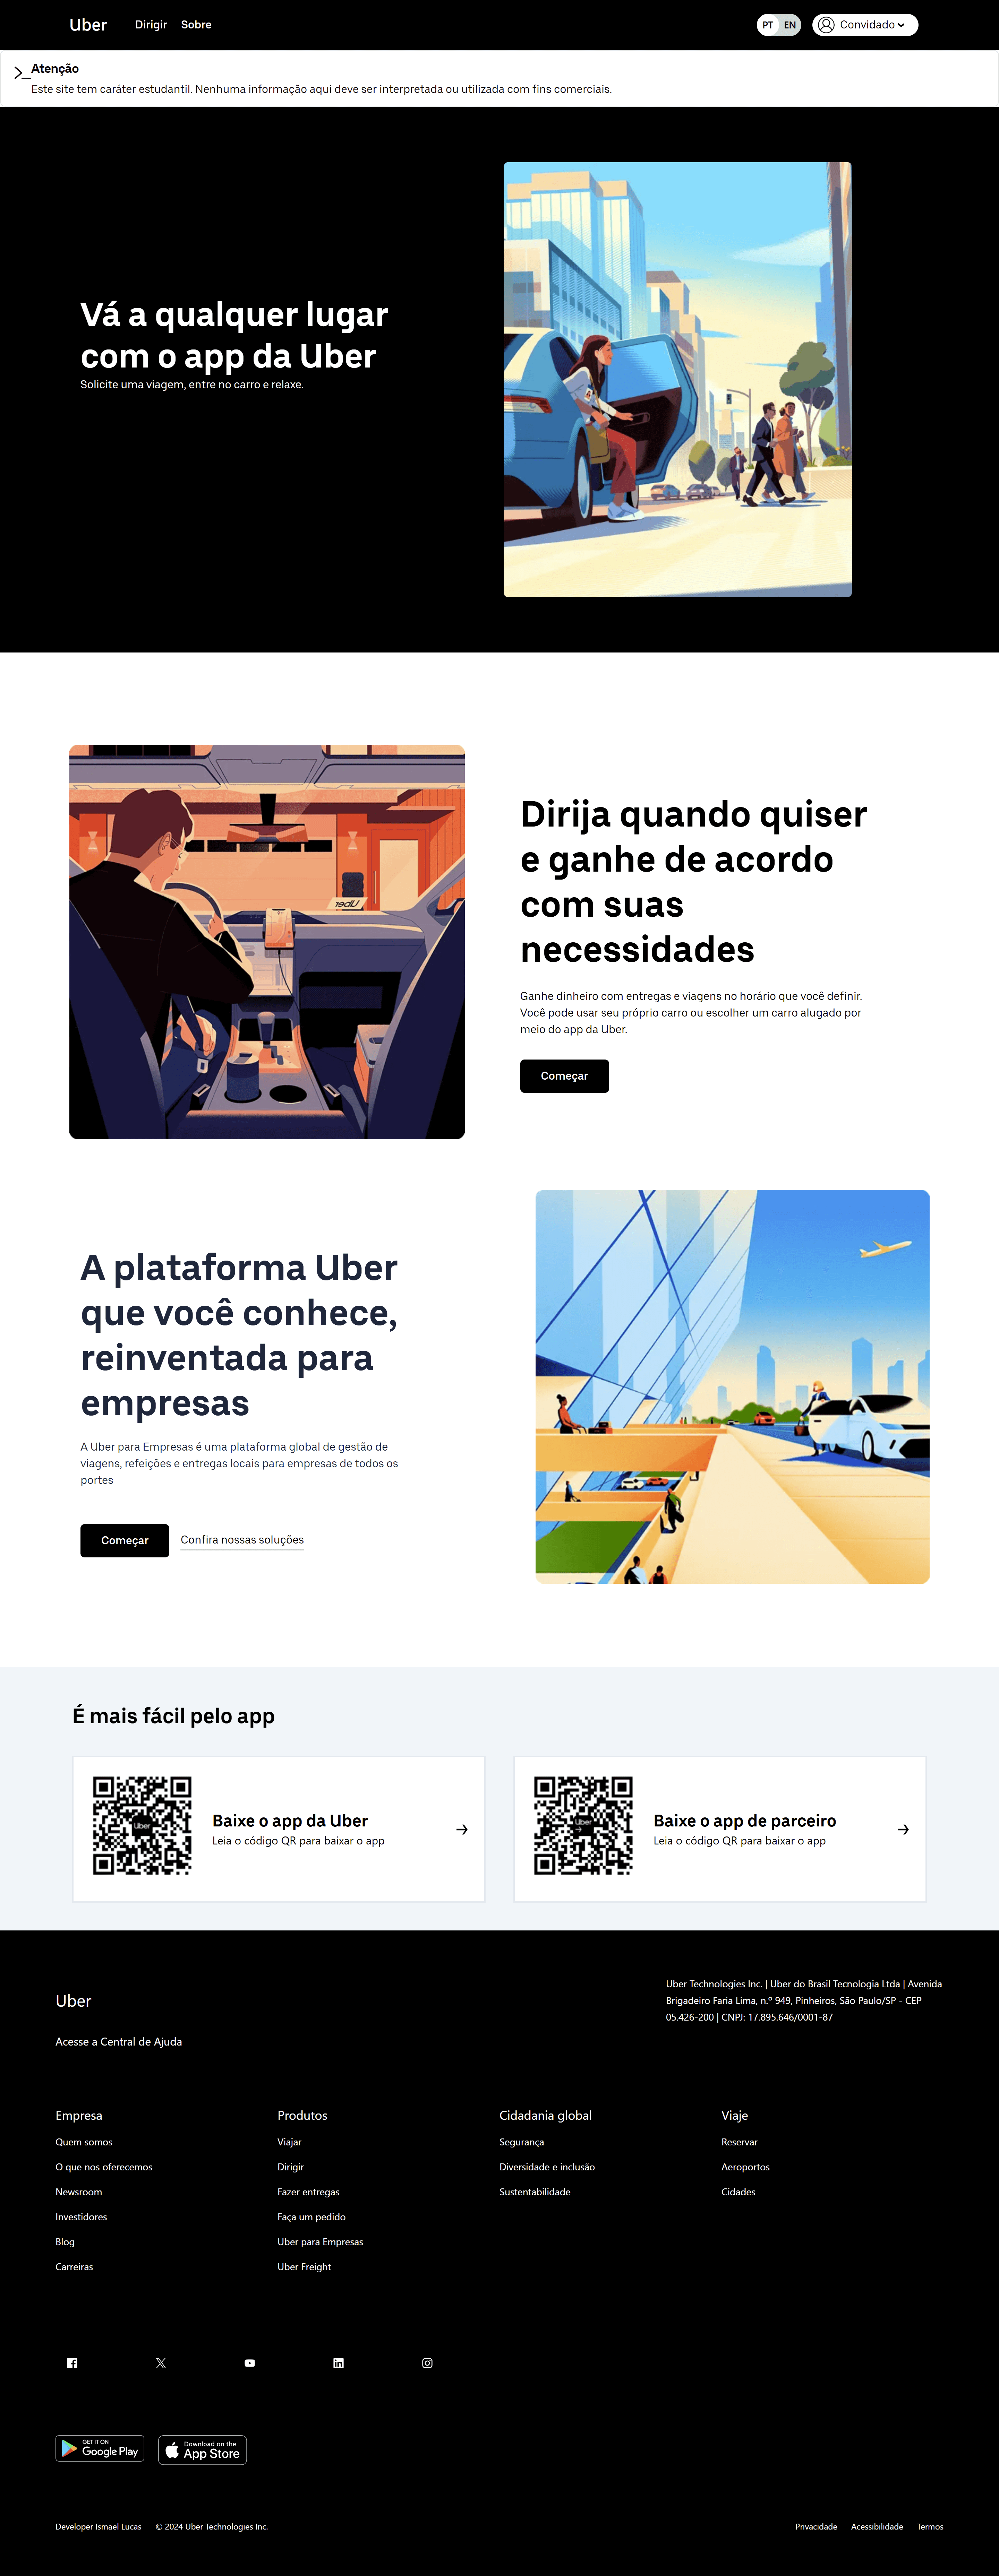 Uber
Dirigir
Sobre
PT
EN
Convidado
Atenção
Este site tem caráter estudantil. Nenhuma informação aqui deve ser interpretada ou utilizada com fins comerciais.
Vá a qualquer lugar
com o app da Uber
Solicite uma viagem, entre no carro e relaxe.
Uber
Dirija quando quiser
e ganhe de acordo
com suas
necessidades
Ganhe dinheiro com entregas e viagens no horário que você definir.
Você pode usar seu próprio carro ou escolher um carro alugado por
meio do app da Uber.
Começar
A plataforma Uber
que você conhece,
reinventada para
empresas
A Uber para Empresas é uma plataforma global de gestão de
viagens, refeições e entregas locais para empresas de todos os
portes
Começar
Confira nossas soluções
É mais fácil pelo app
Uber
Baixe o app da Uber
Leia o código QR para baixar o app
Uber
Baixe o app de parceiro
Leia o código QR para baixar o app
Uber
Acesse a Central de Ajuda
Uber Technologies Inc. | Uber do Brasil Tecnologia Ltda | Avenida
Brigadeiro Faria Lima, n.º 949, Pinheiros, São Paulo/SP - CEP
05.426-200 | CNPJ: 17.895.646/0001-87
Empresa
Quem somos
O que nos oferecemos
Newsroom
Investidores
Blog
Carreiras
Produtos
Viajar
Dirigir
Fazer entregas
Faça um pedido
Uber para Empresas
Uber Freight
Cidadania global
Segurança
Diversidade e inclusão
Sustentabilidade
Viaje
Reservar
Aeroportos
Cidades
GET IT ON
Google Play
Download on the
App Store
Developer Ismael Lucas
© 2024 Uber Technologies Inc.
Privacidade
Acessibilidade
Termos